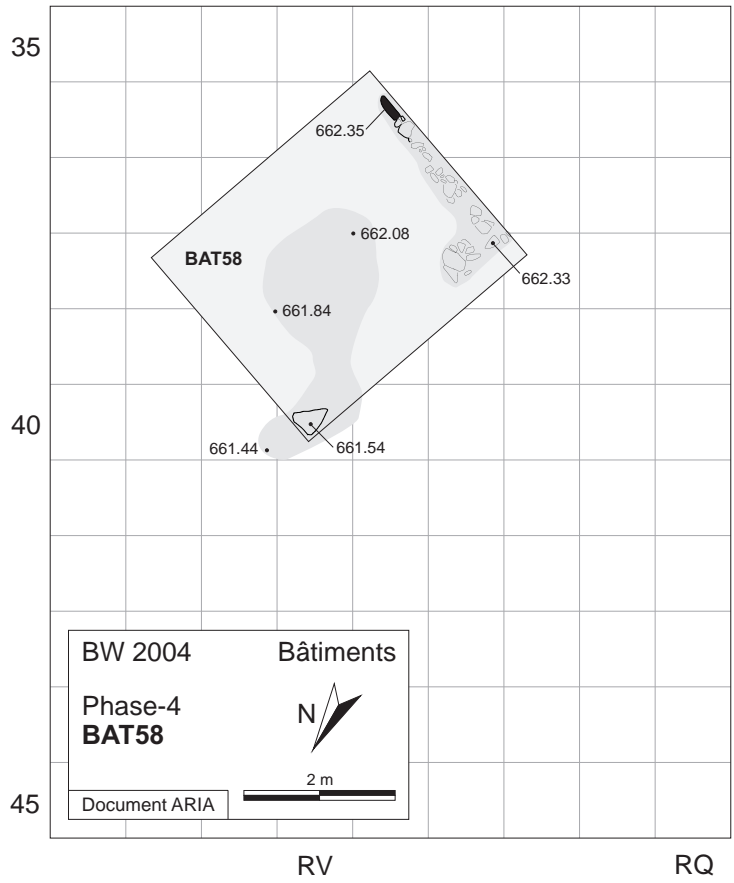 35
662.35
662.08
BAT58
662.33
661.84
40
661.44
661.54
BW 2004 Bâtiments
Phase-4
BAT58
N
2 m
Document ARIA
45
RV RQ